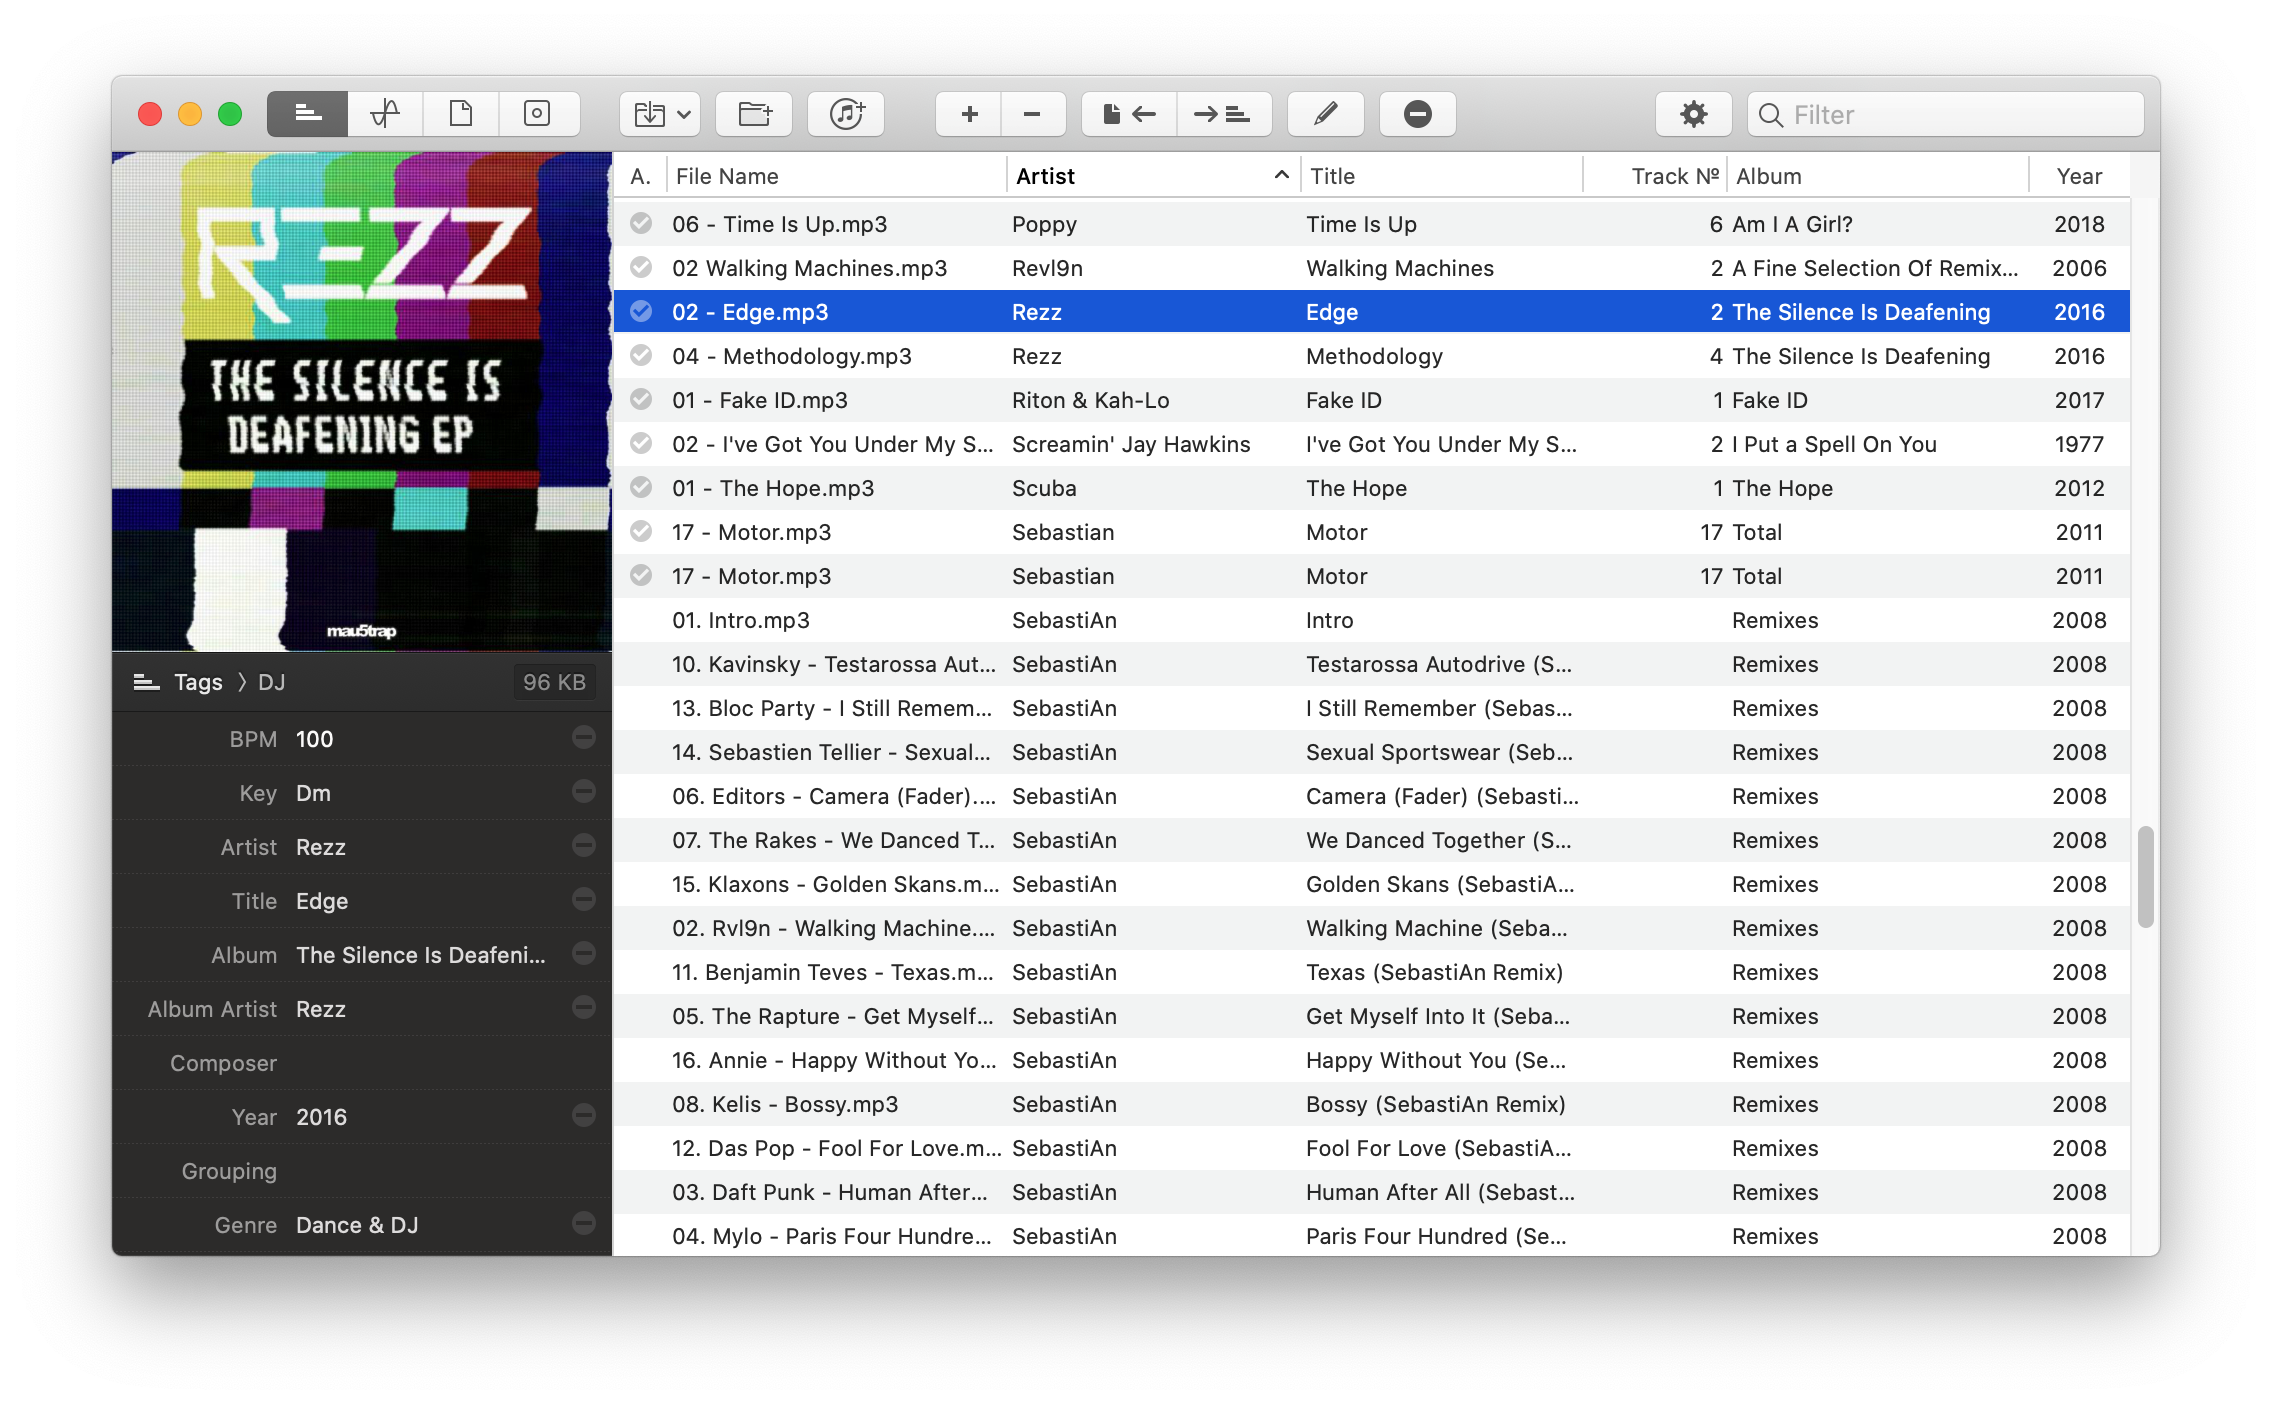 Filter
REZZ
THE SILENCE IS
DEAFENING EP
mau5trap
Tags 〉 DJ 96 KB
BPM 100
Key Dm
Artist Rezz
Title Edge
Album The Silence Is Deafeni...
Album Artist Rezz
Composer
Year 2016
Grouping
Genre Dance & DJ
A. File Name Artist Title Track № Album Year
06 - Time Is Up.mp3 Poppy Time Is Up 6 Am I A Girl? 2018
02 Walking Machines.mp3 Revl9n Walking Machines 2 A Fine Selection Of Remix... 2006
02 - Edge.mp3 Rezz Edge 2 The Silence Is Deafening 2016
04 - Methodology.mp3 Rezz Methodology 4 The Silence Is Deafening 2016
01 - Fake ID.mp3 Riton & Kah-Lo Fake ID 1 Fake ID 2017
02 - I've Got You Under My S... Screamin' Jay Hawkins I've Got You Under My S... 2 I Put a Spell On You 1977
01 - The Hope.mp3 Scuba The Hope 1 The Hope 2012
17 - Motor.mp3 Sebastian Motor 17 Total 2011
17 - Motor.mp3 Sebastian Motor 17 Total 2011
01. Intro.mp3 SebastiAn Intro Remixes 2008
10. Kavinsky - Testarossa Aut... SebastiAn Testarossa Autodrive (S... Remixes 2008
13. Bloc Party - I Still Remem... SebastiAn I Still Remember (Sebas... Remixes 2008
14. Sebastien Tellier - Sexual... SebastiAn Sexual Sportswear (Seb... Remixes 2008
06. Editors - Camera (Fader).... SebastiAn Camera (Fader) (Sebasti... Remixes 2008
07. The Rakes - We Danced T... SebastiAn We Danced Together (S... Remixes 2008
15. Klaxons - Golden Skans.m... SebastiAn Golden Skans (SebastiA... Remixes 2008
02. Rvl9n - Walking Machine.... SebastiAn Walking Machine (Seba... Remixes 2008
11. Benjamin Teves - Texas.m... SebastiAn Texas (SebastiAn Remix) Remixes 2008
05. The Rapture - Get Myself... SebastiAn Get Myself Into It (Seba... Remixes 2008
16. Annie - Happy Without Yo... SebastiAn Happy Without You (Se... Remixes 2008
08. Kelis - Bossy.mp3 SebastiAn Bossy (SebastiAn Remix) Remixes 2008
12. Das Pop - Fool For Love.m... SebastiAn Fool For Love (SebastiA... Remixes 2008
03. Daft Punk - Human After... SebastiAn Human After All (Sebast... Remixes 2008
04. Mylo - Paris Four Hundre... SebastiAn Paris Four Hundred (Se... Remixes 2008